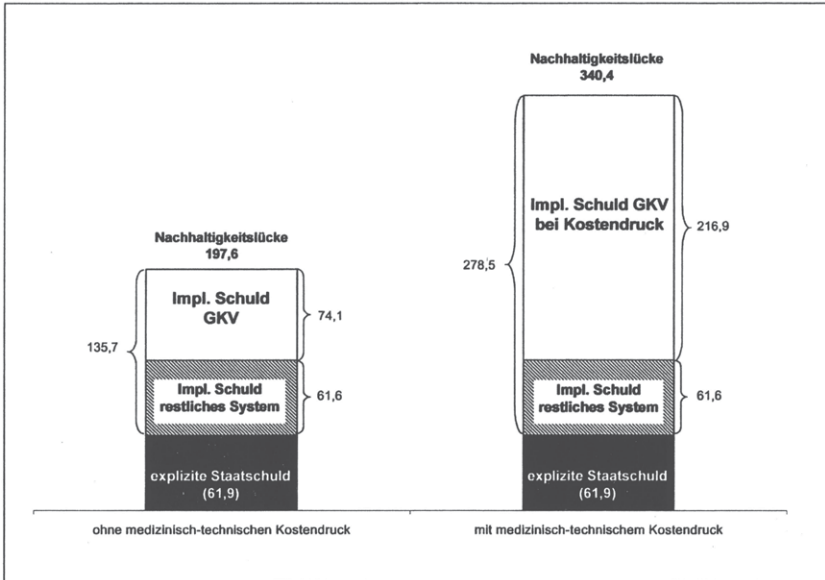 Nachhaltigkeitslücke
197,6
Impl. Schuld
GKV
74,1
135,7
Impl. Schuld
restliches System
61,6
explizite Staatschuld
(61,9)
ohne medizinisch-technischen Kostendruck
Nachhaltigkeitslücke
340,4
Impl. Schuld GKV
bei Kostendruck
216,9
278,5
Impl. Schuld
restliches System
61,6
explizite Staatschuld
(61,9)
mit medizinisch-technischem Kostendruck